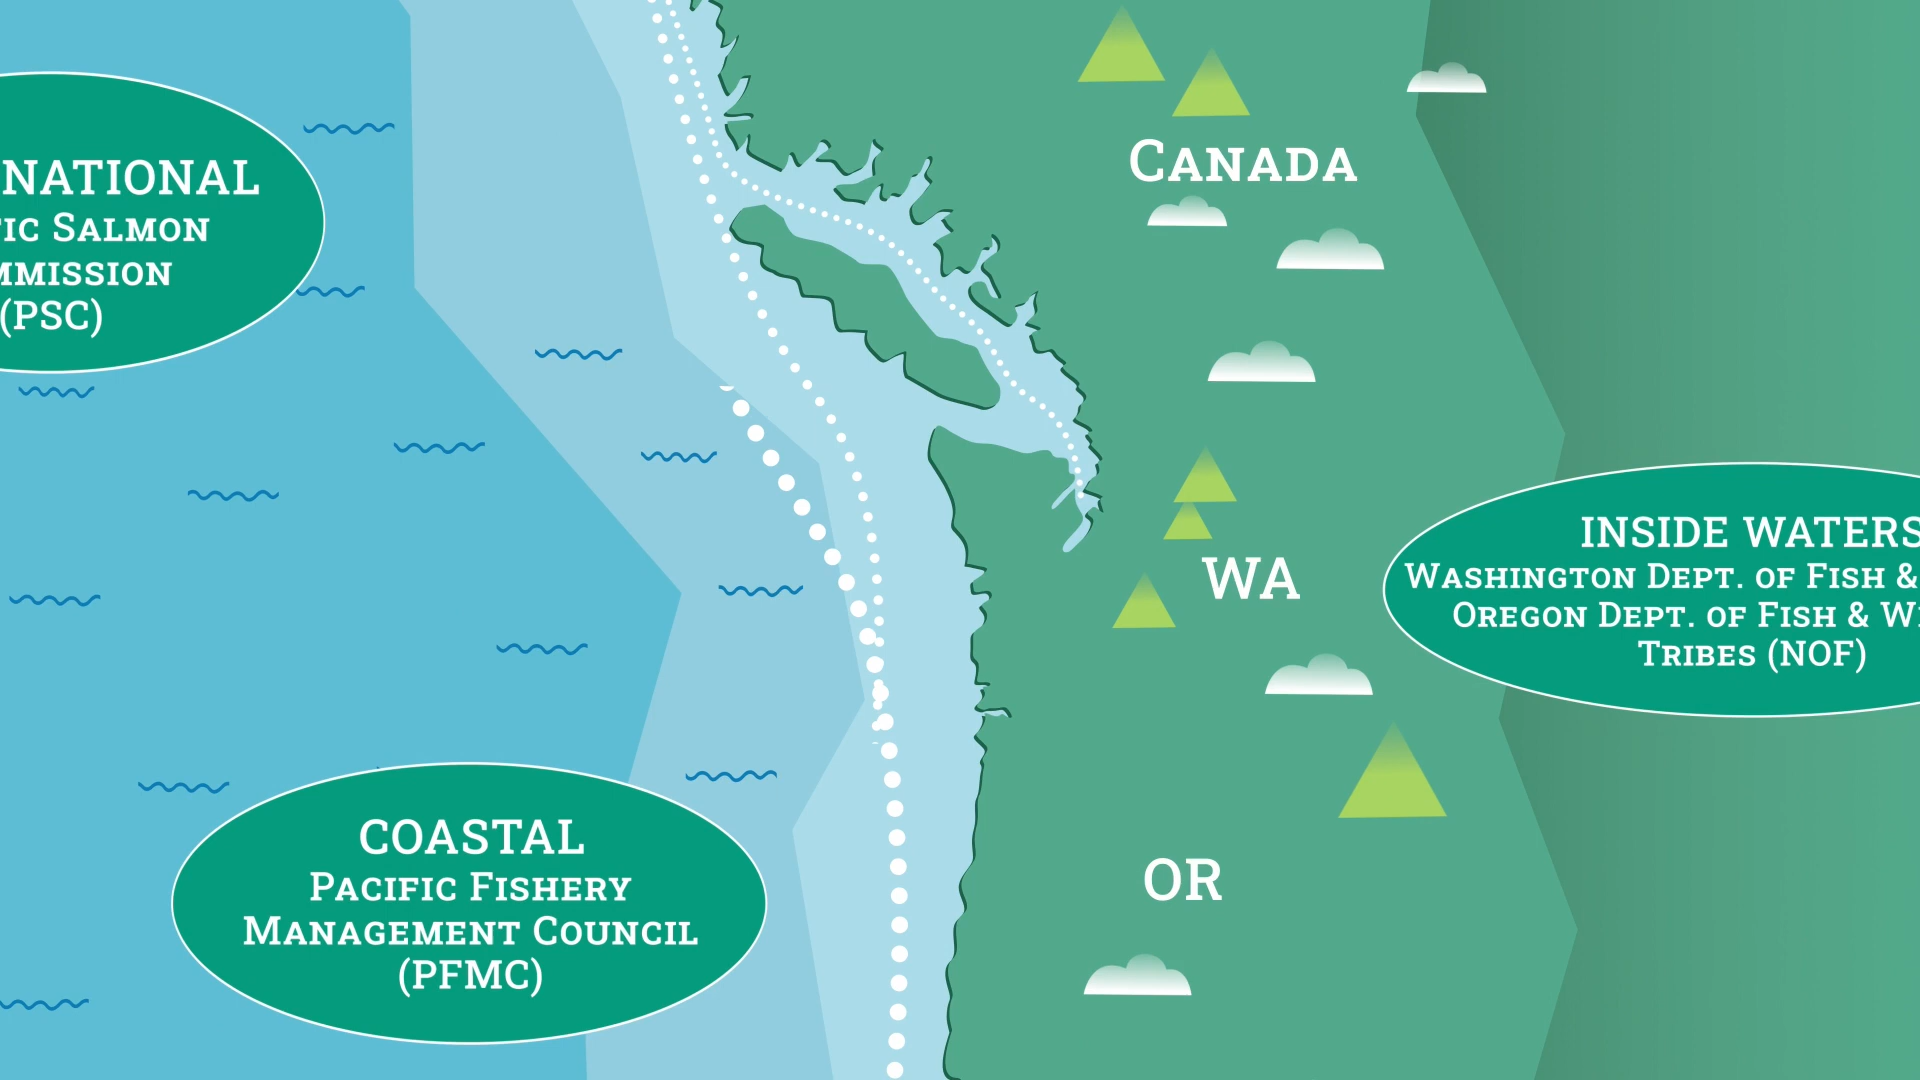 NATIONAL
IC SALMON
MMISSION
(PSC)
CANADA
INSIDE WATERS
WASHINGTON DEPT. OF FISH &
OREGON DEPT. OF FISH & W
TRIBES (NOF)
WA
COASTAL
PACIFIC FISHERY
MANAGEMENT COUNCIL
(PFMC)
OR